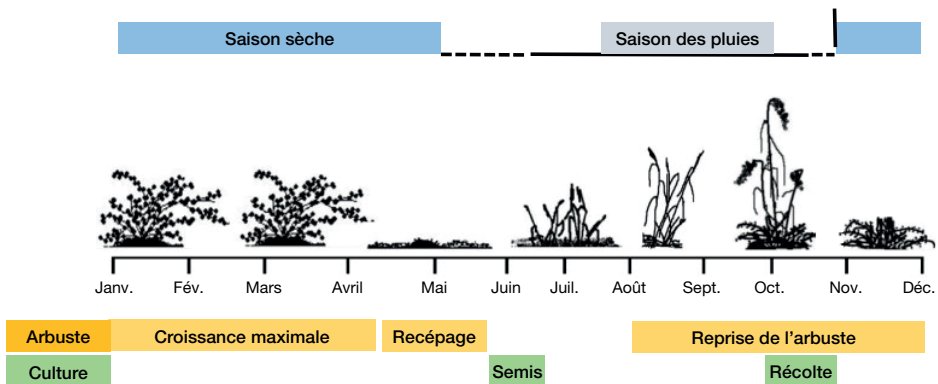 Saison sèche
Saison des pluies
Janv. Fév. Mars Avril Mai Juin Juil. Août Sept. Oct. Nov. Déc.
Arbuste Croissance maximale Recépage Reprise de l’arbuste
Culture Semis Récolte